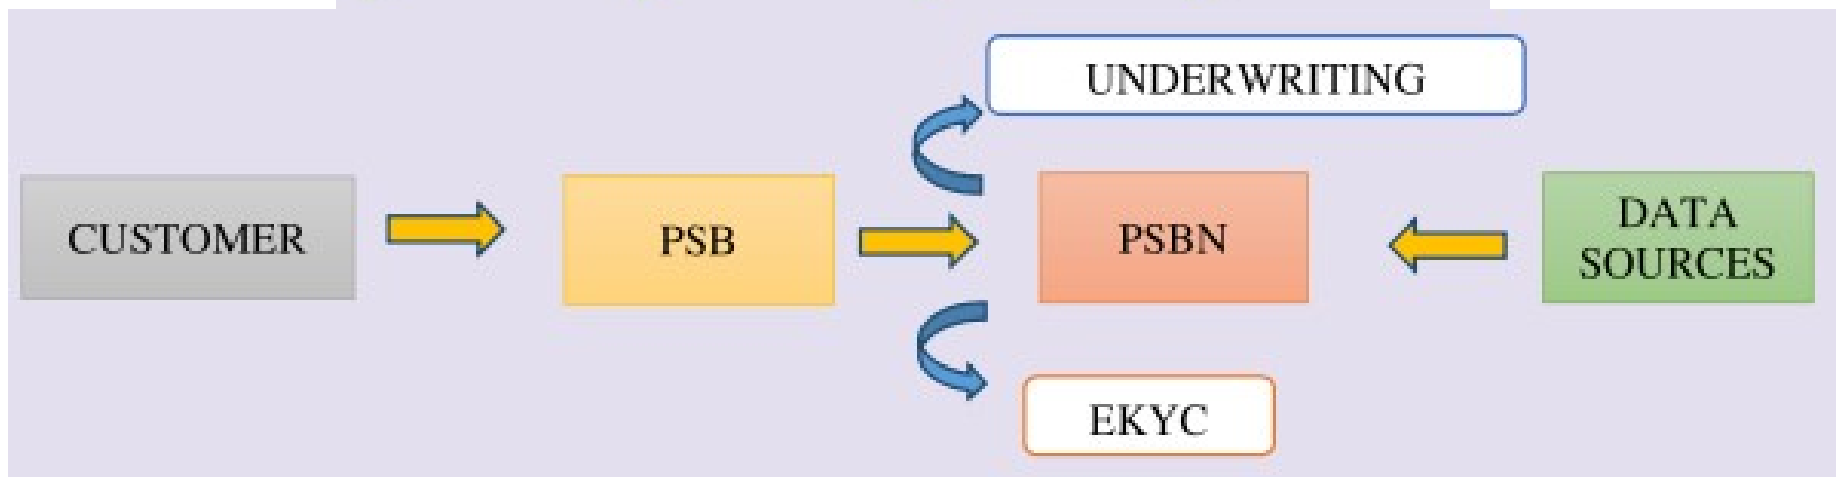 UNDERWRITING
CUSTOMER
PSB
PSBN
DATA
SOURCES
EKYC